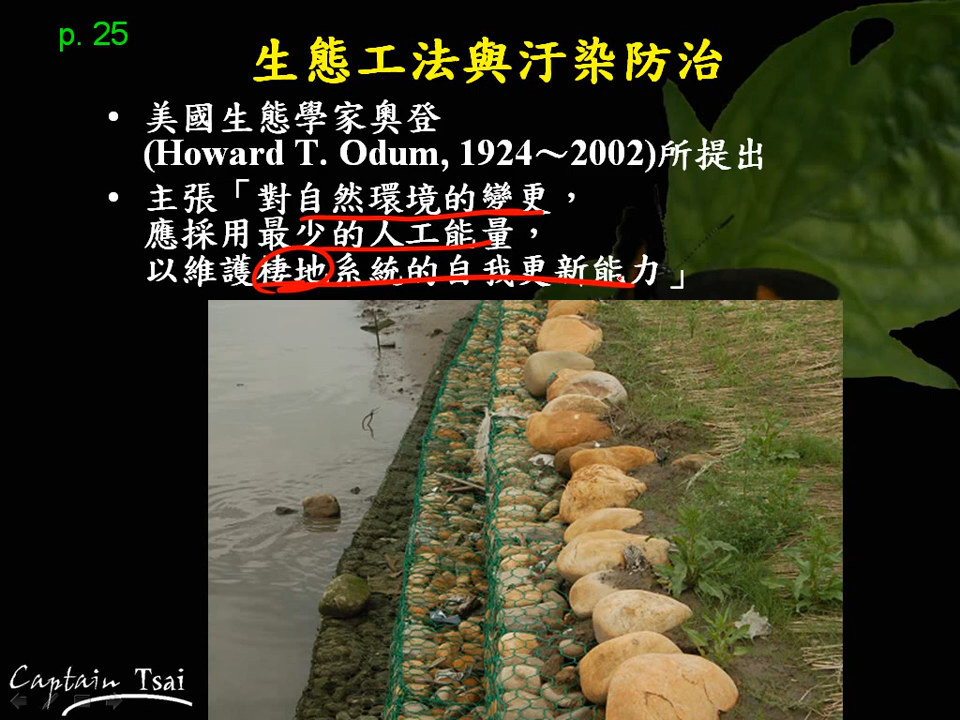 p. 25
生態工法與汙染防治
• 美國生態學家奧登
(Howard T. Odum, 1924～2002)所提出
• 主張「對自然環境的變更，
應採用最少的人工能量，
以維護棲地系統的自我更新能力」
Captain Tsai